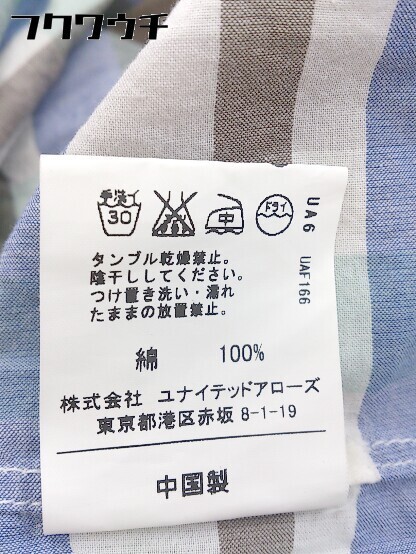 フクワウチ
手洗イ
30
中
ドライ
UA6
UAF166
タンブル乾燥禁止。
陰干ししてください。
つけ置き洗い・濡れ
たままの放置禁止。
綿 100%
株式会社 ユナイテッドアローズ
東京都港区赤坂 8-1-19
中国製